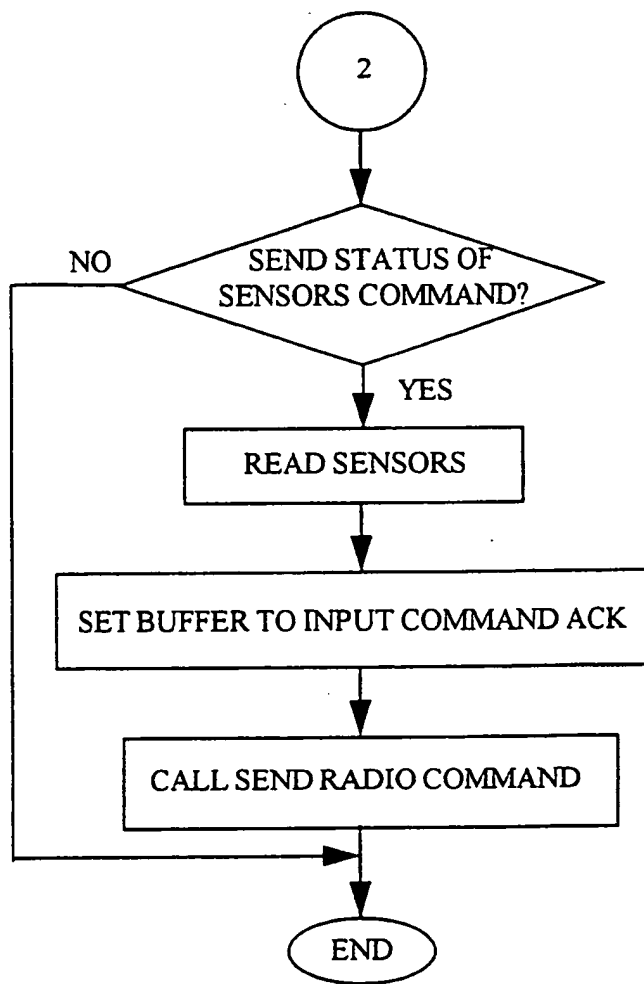 2
SEND STATUS OF
SENSORS COMMAND?
NO
YES
READ SENSORS
SET BUFFER TO INPUT COMMAND ACK
CALL SEND RADIO COMMAND
END